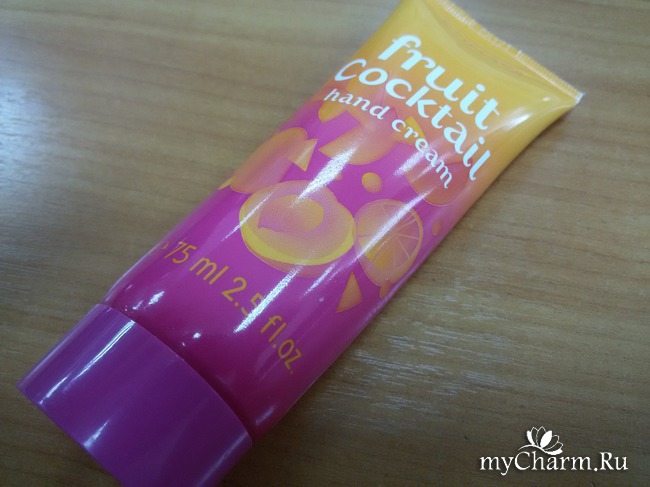 fruit
Cocktail
hand cream
75 ml 2.5 fl.oz.
myCharm.Ru